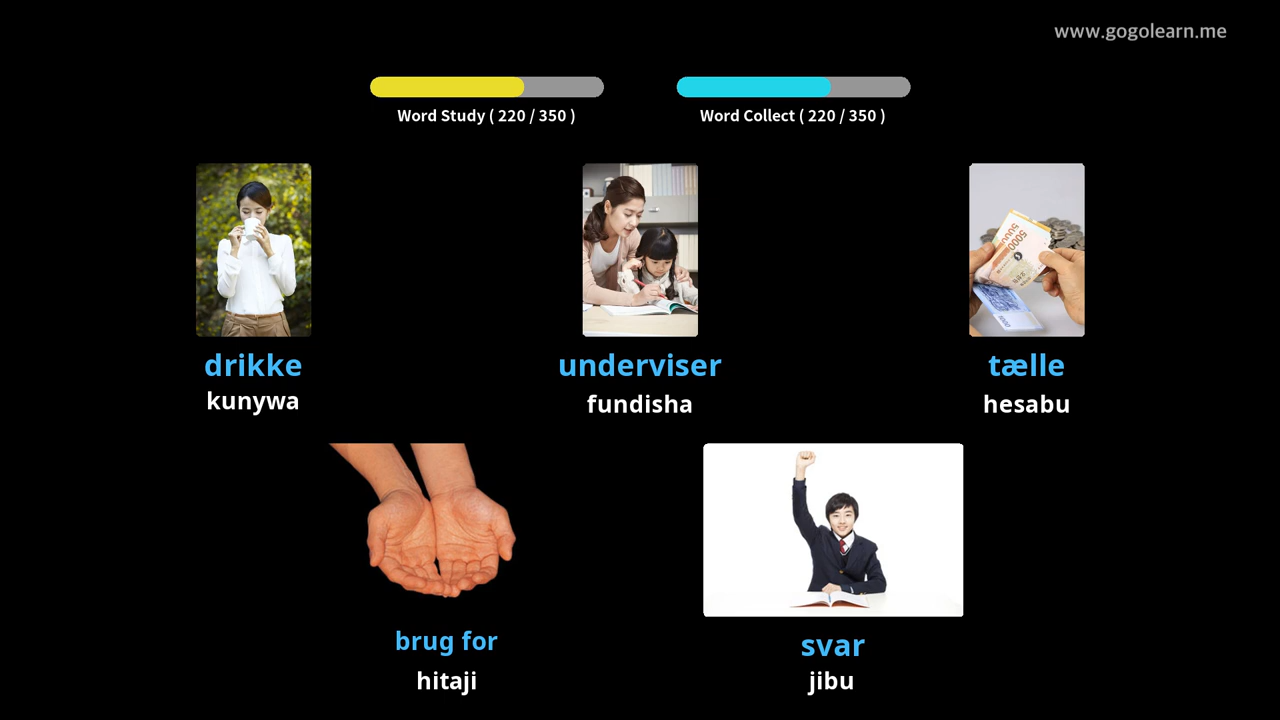 www.gogolearn.me
Word Study ( 220 / 350 )
Word Collect ( 220 / 350 )
drikke
kunywa
underviser
fundisha
tælle
hesabu
brug for
hitaji
svar
jibu